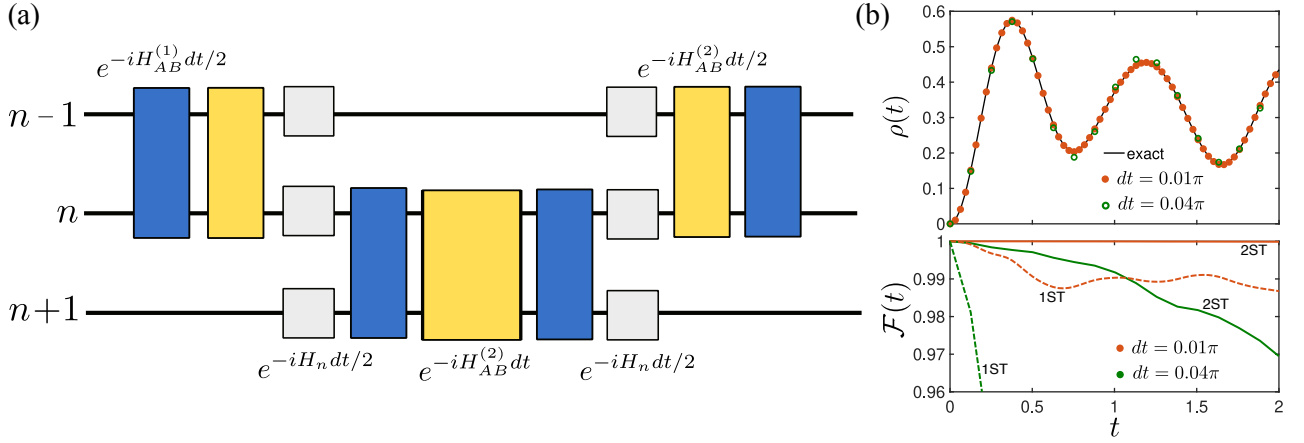 (a)
e^{-iH_{AB}^{(1)}dt/2}
e^{-iH_{AB}^{(2)}dt/2}
n-1
n
n+1
e^{-iH_n dt/2}
e^{-iH_{AB}^{(2)}dt}
e^{-iH_n dt/2}
(b)
ρ(t)
0.6
0.5
0.4
0.3
0.2
0.1
0
exact
dt = 0.01π
dt = 0.04π
F(t)
1
0.99
0.98
0.97
0.96
2ST
1ST
2ST
1ST
dt = 0.01π
dt = 0.04π
0 0.5 1 1.5 2
t